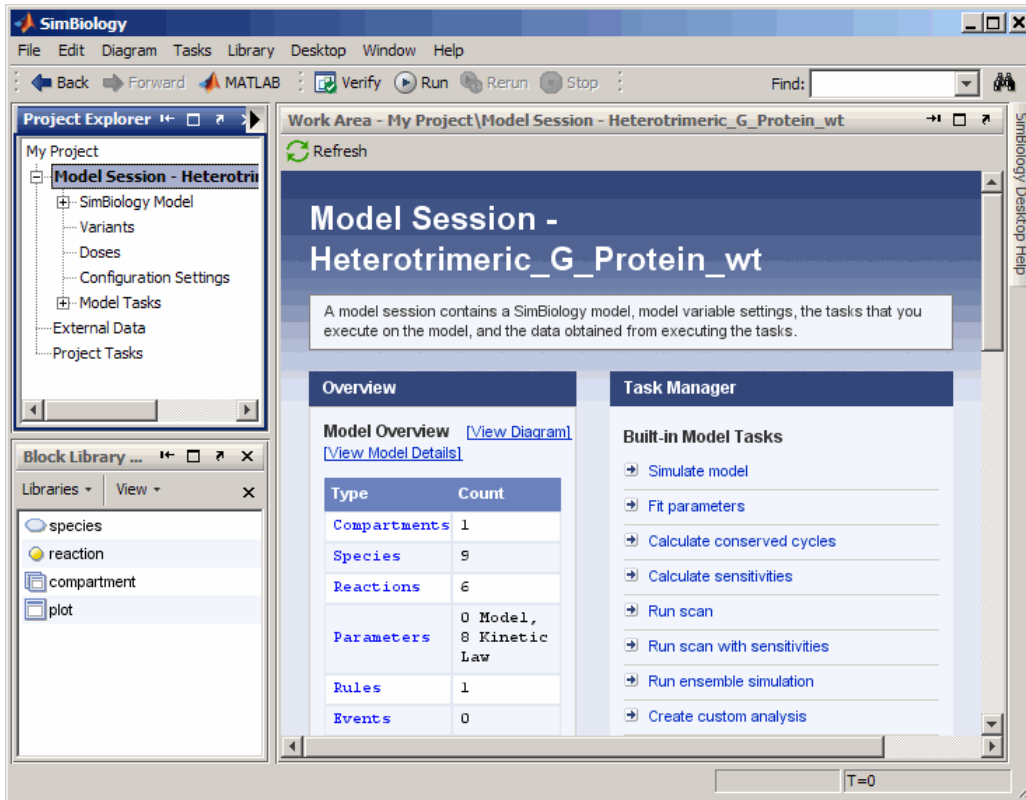 SimBiology
File Edit Diagram Tasks Library Desktop Window Help
Back Forward MATLAB Verify Run Rerun Stop Find:
Project Explorer
My Project
Model Session - Heterotri
SimBiology Model
Variants
Doses
Configuration Settings
Model Tasks
External Data
Project Tasks
Block Library ...
Libraries View
species
reaction
compartment
plot
Work Area - My Project\Model Session - Heterotrimeric_G_Protein_wt
Refresh
Model Session -
Heterotrimeric_G_Protein_wt
A model session contains a SimBiology model, model variable settings, the tasks that you
execute on the model, and the data obtained from executing the tasks.
Overview
Model Overview [View Diagram]
[View Model Details]
Type Count
Compartments 1
Species 9
Reactions 6
Parameters 0 Model,
8 Kinetic
Law
Rules 1
Events 0
Task Manager
Built-in Model Tasks
Simulate model
Fit parameters
Calculate conserved cycles
Calculate sensitivities
Run scan
Run scan with sensitivities
Run ensemble simulation
Create custom analysis
SimBiology Desktop Help
T=0